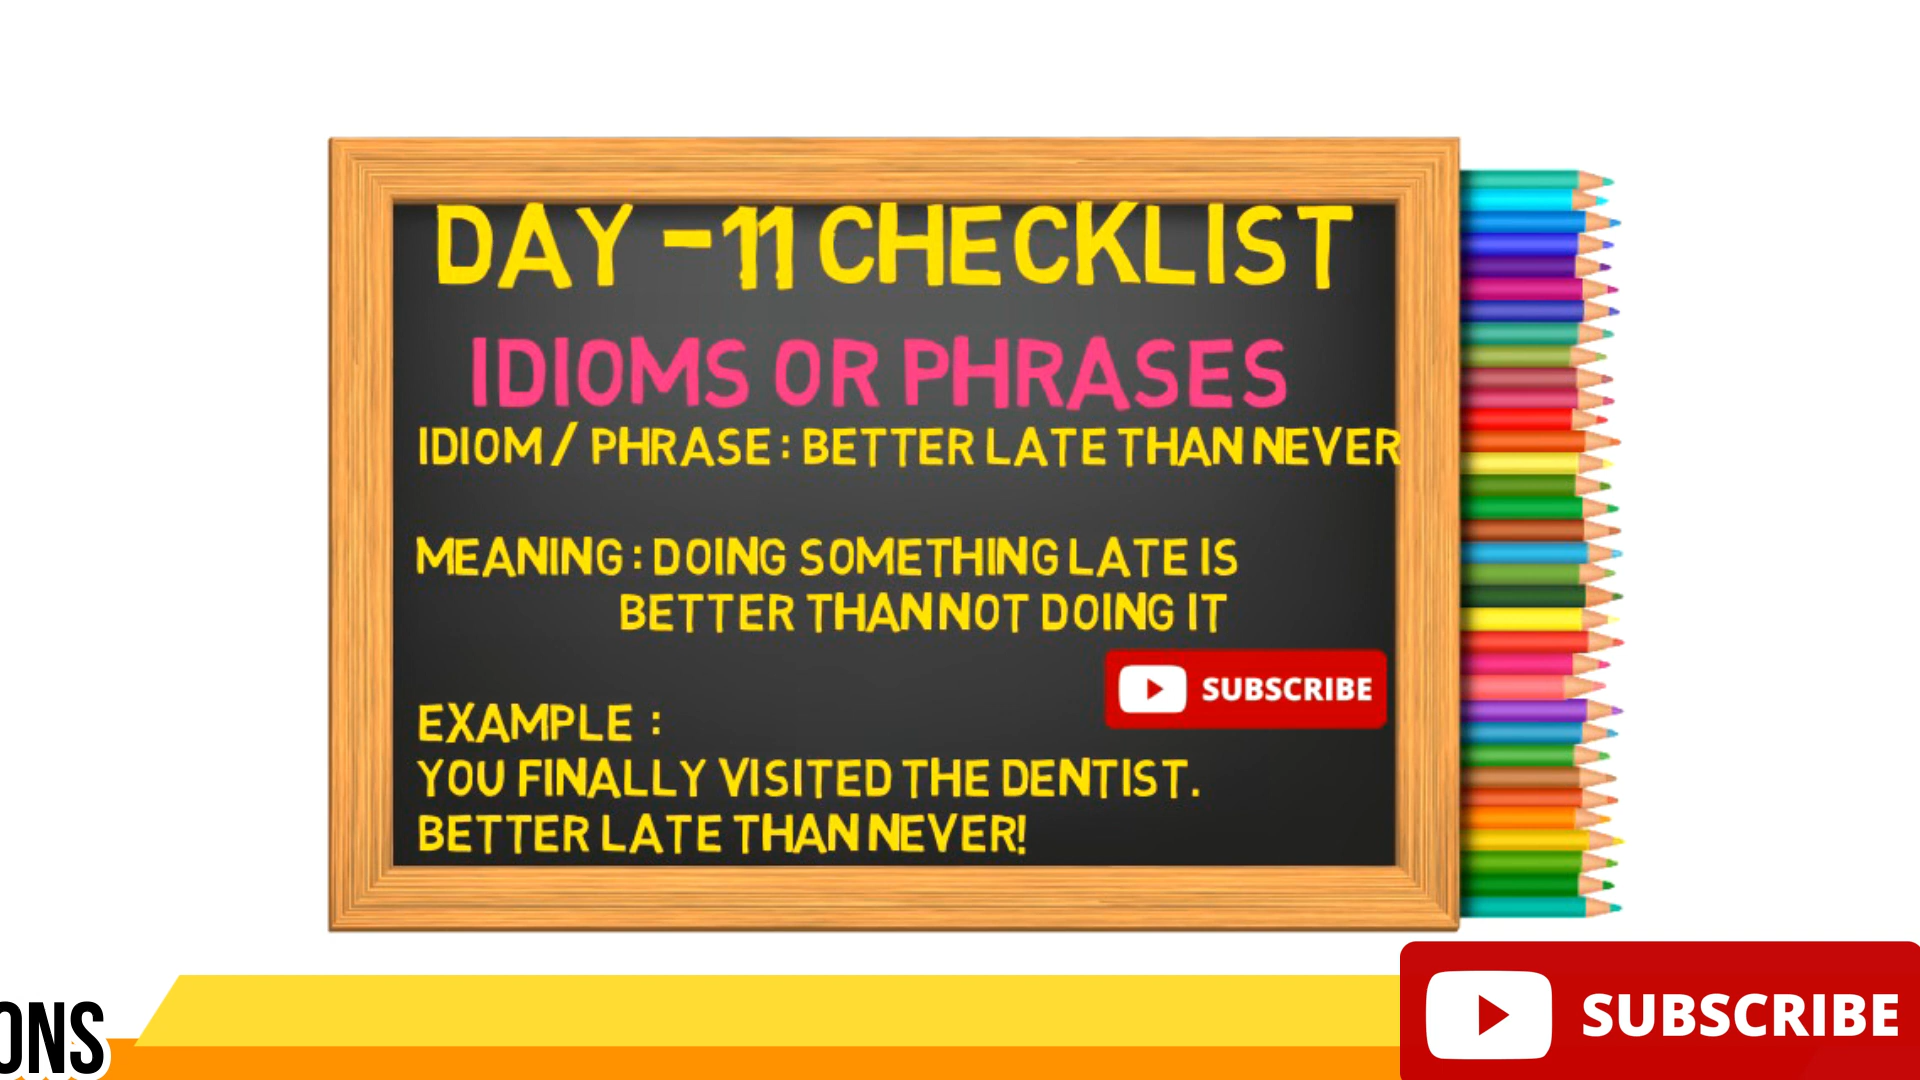 DAY -11 CHECKLIST
IDIOMS OR PHRASES
IDIOM / PHRASE : BETTER LATE THAN NEVER
MEANING : DOING SOMETHING LATE IS
BETTER THAN NOT DOING IT
SUBSCRIBE
EXAMPLE :
YOU FINALLY VISITED THE DENTIST.
BETTER LATE THAN NEVER!
ONS
SUBSCRIBE